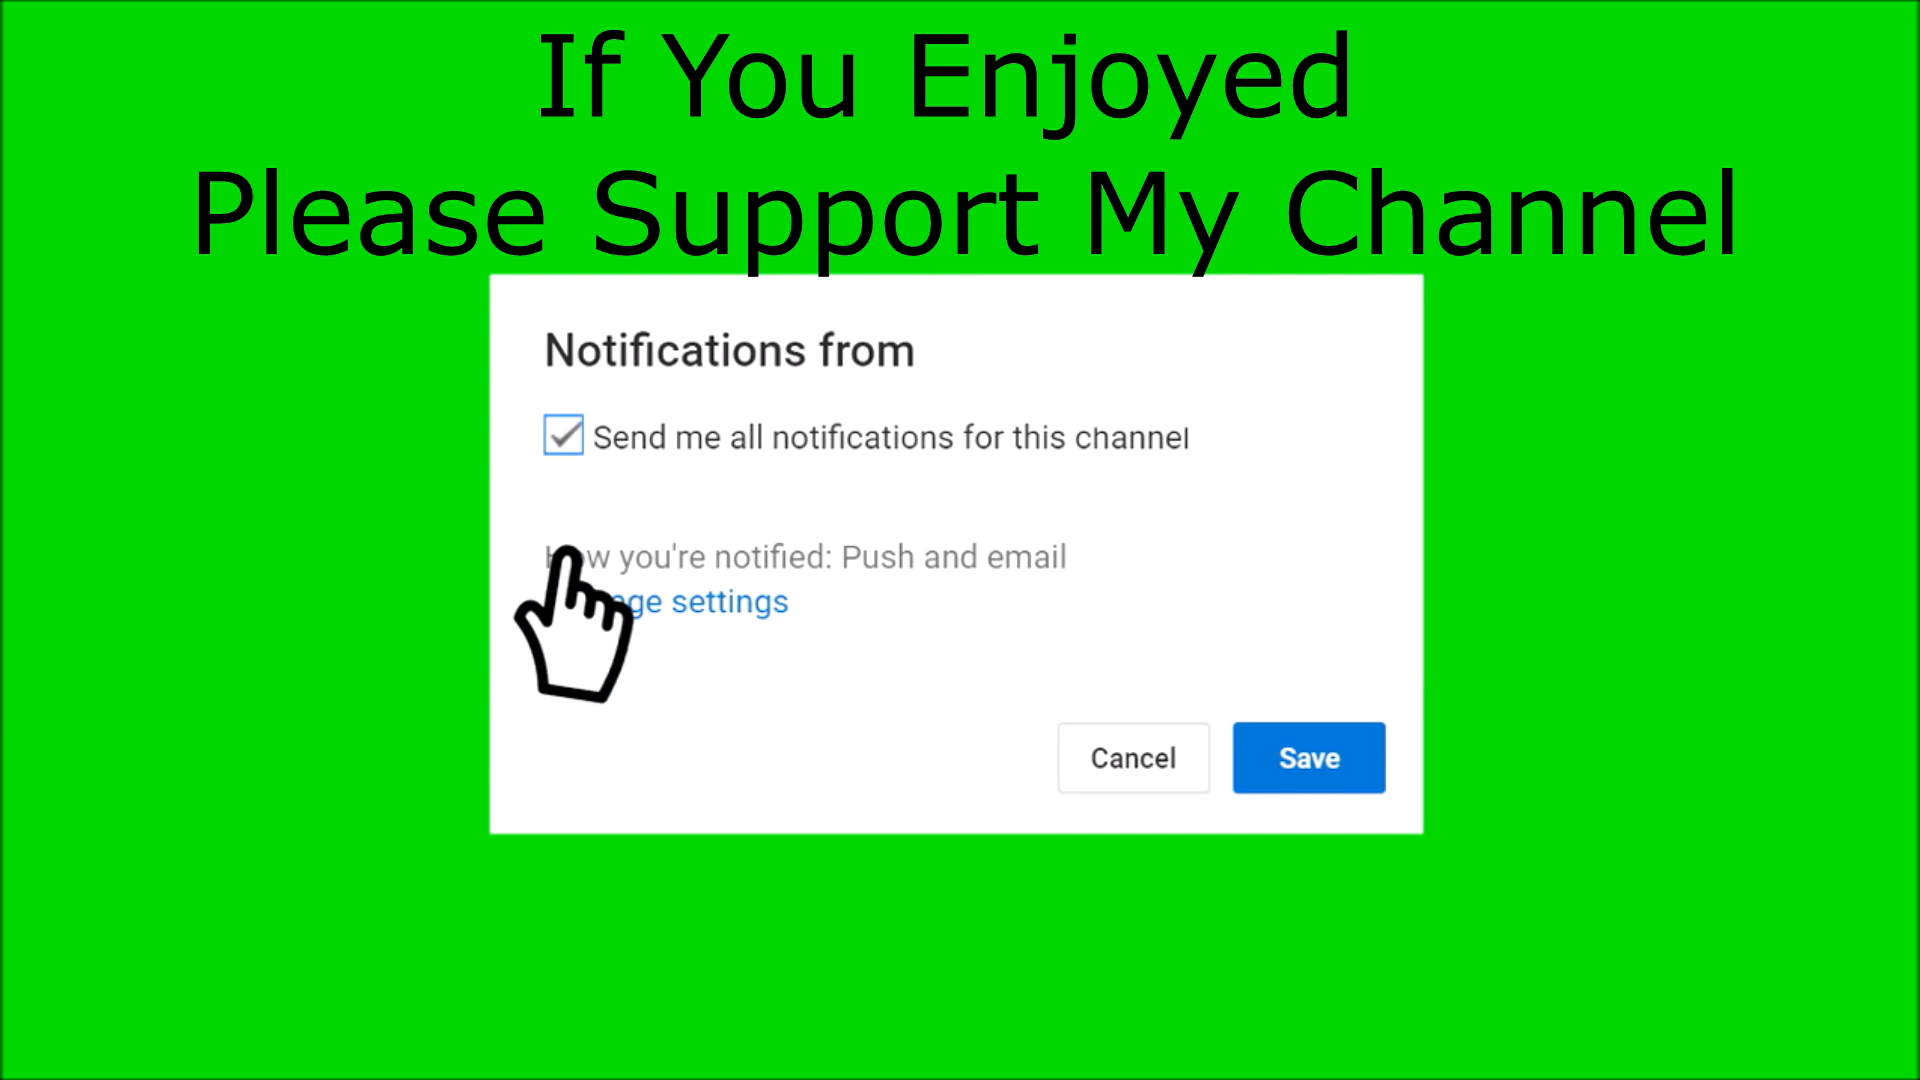 If You Enjoyed
Please Support My Channel
Notifications from
Send me all notifications for this channel
you're notified: Push and email
settings
Cancel
Save